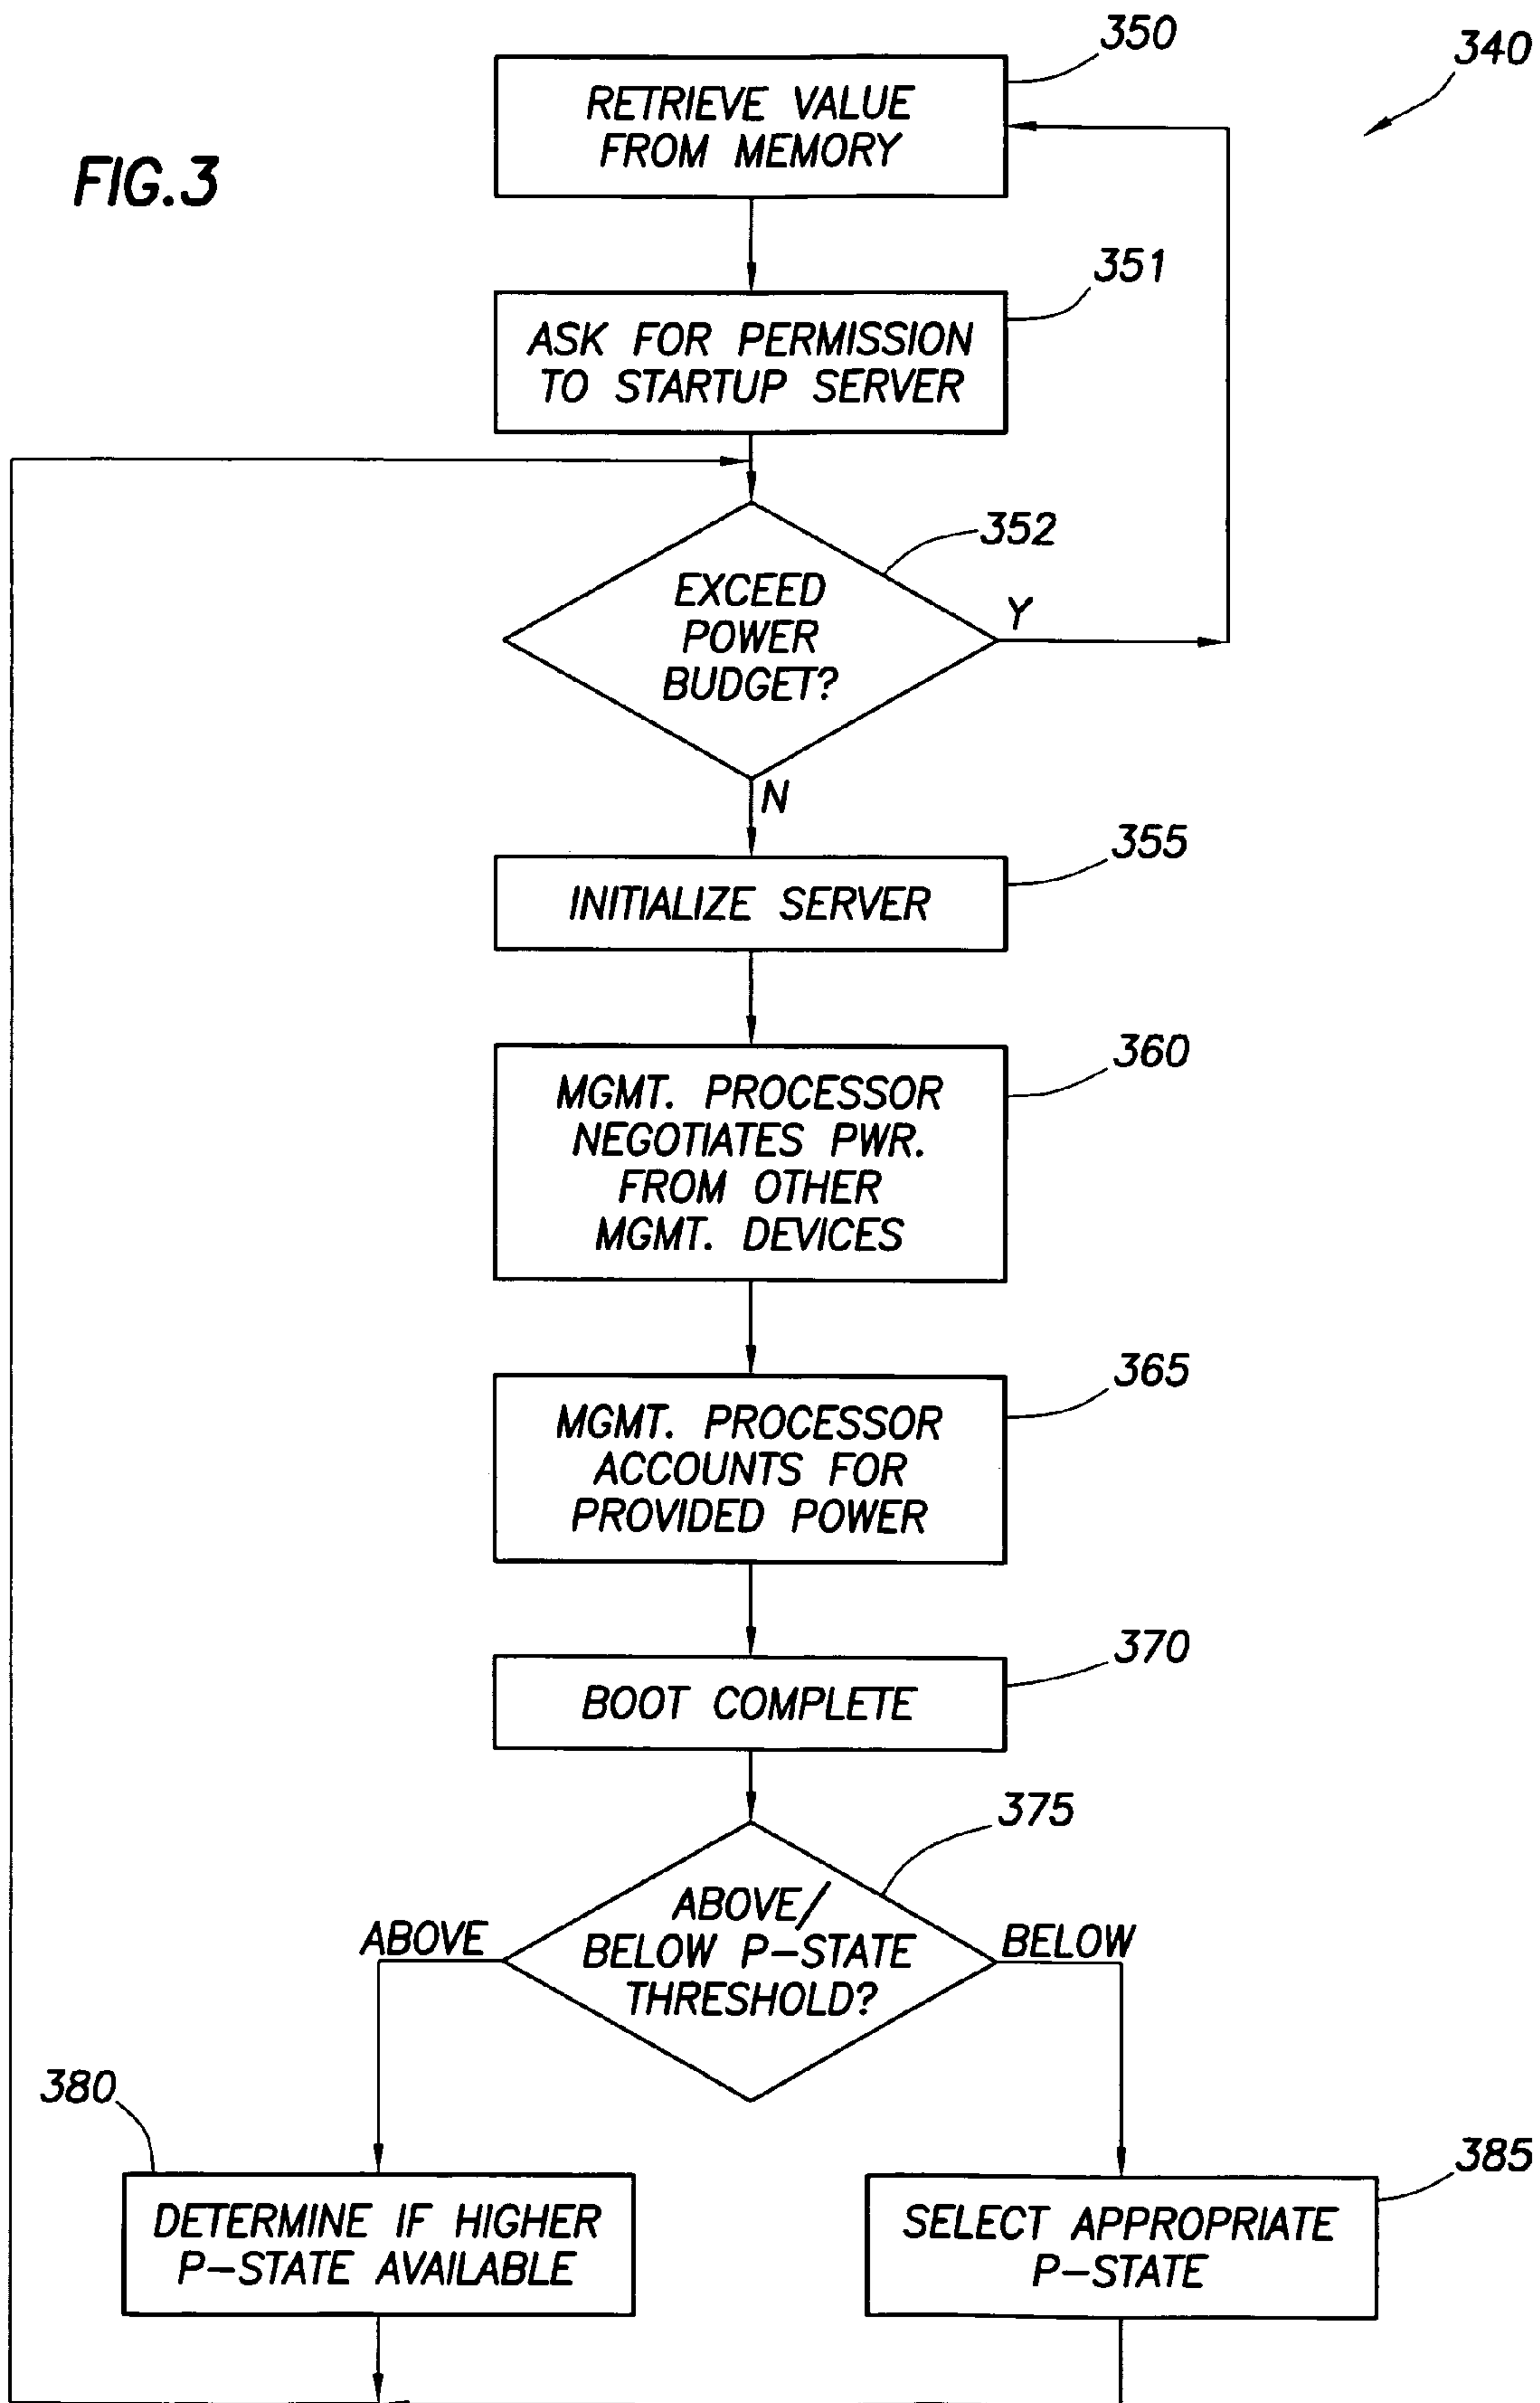 350
340
RETRIEVE VALUE
FROM MEMORY
FIG.3
351
ASK FOR PERMISSION
TO STARTUP SERVER
352
EXCEED
POWER
BUDGET?
Y
N
355
INITIALIZE SERVER
360
MGMT. PROCESSOR
NEGOTIATES PWR.
FROM OTHER
MGMT. DEVICES
365
MGMT. PROCESSOR
ACCOUNTS FOR
PROVIDED POWER
370
BOOT COMPLETE
375
ABOVE/
BELOW P-STATE
THRESHOLD?
ABOVE
BELOW
380
DETERMINE IF HIGHER
P-STATE AVAILABLE
385
SELECT APPROPRIATE
P-STATE